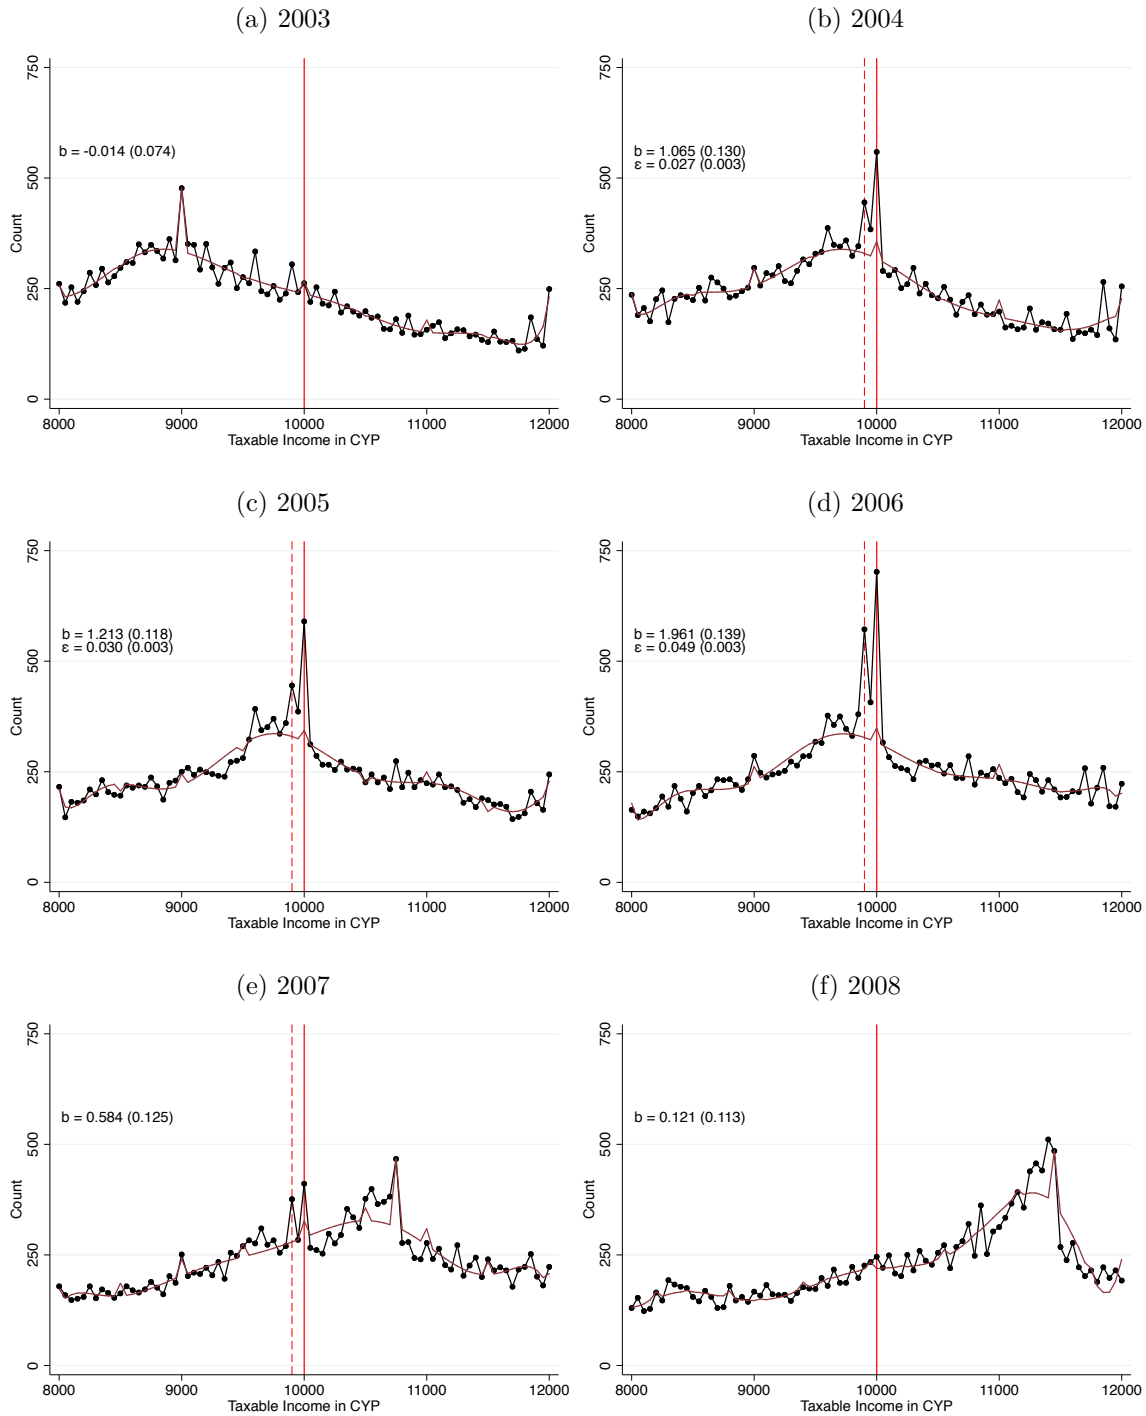 (a) 2003
750
500
250
0
Count
b = -0.014 (0.074)
8000 9000 10000 11000 12000
Taxable Income in CYP
(b) 2004
750
500
250
0
Count
b = 1.065 (0.130)
ε = 0.027 (0.003)
8000 9000 10000 11000 12000
Taxable Income in CYP
(c) 2005
750
500
250
0
Count
b = 1.213 (0.118)
ε = 0.030 (0.003)
8000 9000 10000 11000 12000
Taxable Income in CYP
(d) 2006
750
500
250
0
Count
b = 1.961 (0.139)
ε = 0.049 (0.003)
8000 9000 10000 11000 12000
Taxable Income in CYP
(e) 2007
750
500
250
0
Count
b = 0.584 (0.125)
8000 9000 10000 11000 12000
Taxable Income in CYP
(f) 2008
750
500
250
0
Count
b = 0.121 (0.113)
8000 9000 10000 11000 12000
Taxable Income in CYP